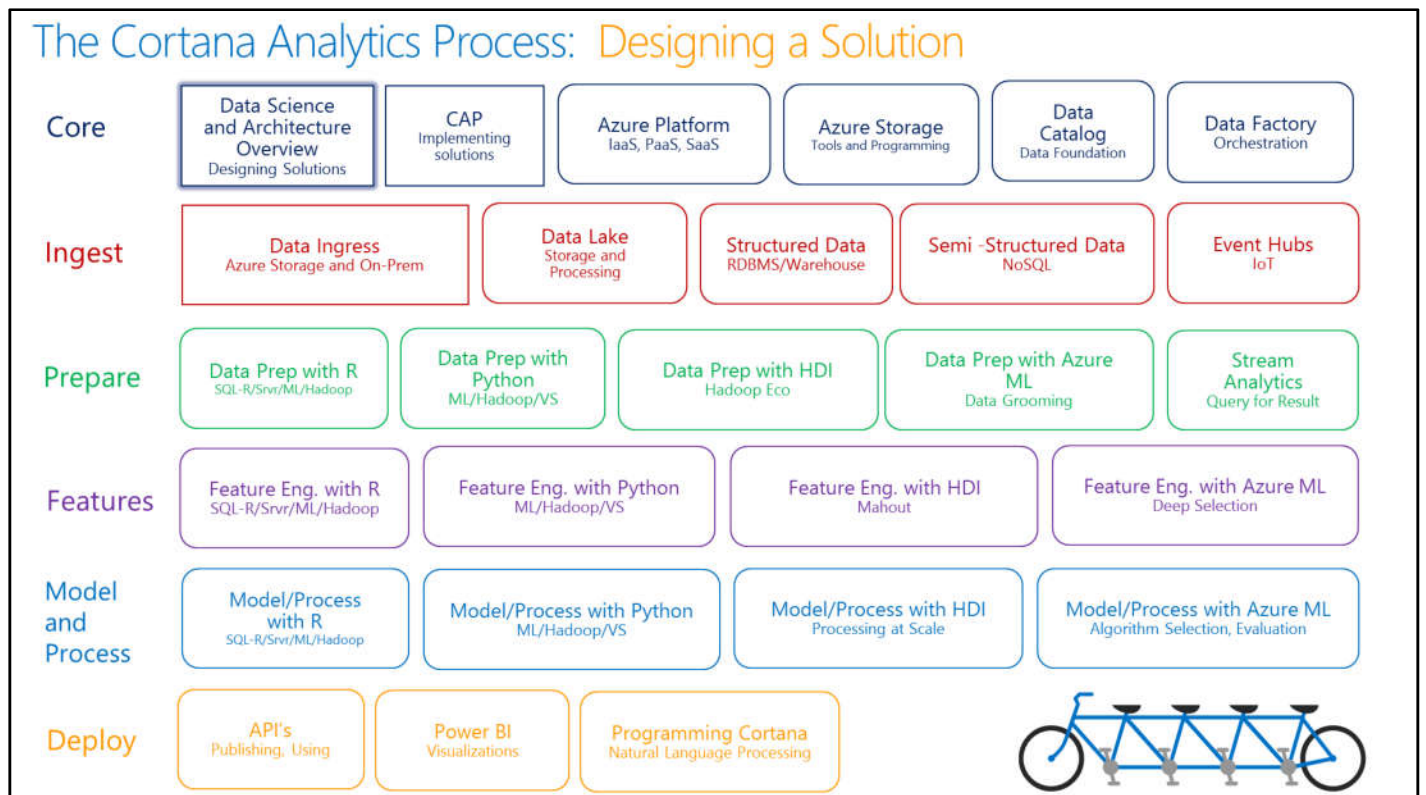 The Cortana Analytics Process: Designing a Solution
Core
Data Science
and Architecture
Overview
Designing Solutions
CAP
Implementing
solutions
Azure Platform
IaaS, PaaS, SaaS
Azure Storage
Tools and Programming
Data
Catalog
Data Foundation
Data Factory
Orchestration
Ingest
Data Ingress
Azure Storage and On-Prem
Data Lake
Storage and
Processing
Structured Data
RDBMS/Warehouse
Semi -Structured Data
NoSQL
Event Hubs
IoT
Prepare
Data Prep with R
SQL-R/Srvr/ML/Hadoop
Data Prep with
Python
ML/Hadoop/VS
Data Prep with HDI
Hadoop Eco
Data Prep with Azure
ML
Data Grooming
Stream
Analytics
Query for Result
Features
Feature Eng. with R
SQL-R/Srvr/ML/Hadoop
Feature Eng. with Python
ML/Hadoop/VS
Feature Eng. with HDI
Mahout
Feature Eng. with Azure ML
Deep Selection
Model
and
Process
Model/Process
with R
SQL-R/Srvr/ML/Hadoop
Model/Process with Python
ML/Hadoop/VS
Model/Process with HDI
Processing at Scale
Model/Process with Azure ML
Algorithm Selection, Evaluation
Deploy
API's
Publishing, Using
Power BI
Visualizations
Programming Cortana
Natural Language Processing